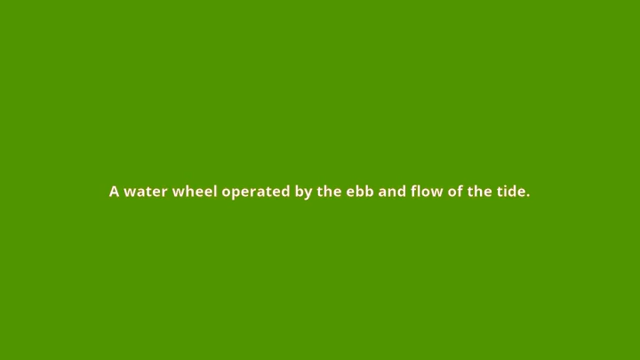 A water wheel operated by the ebb and flow of the tide.